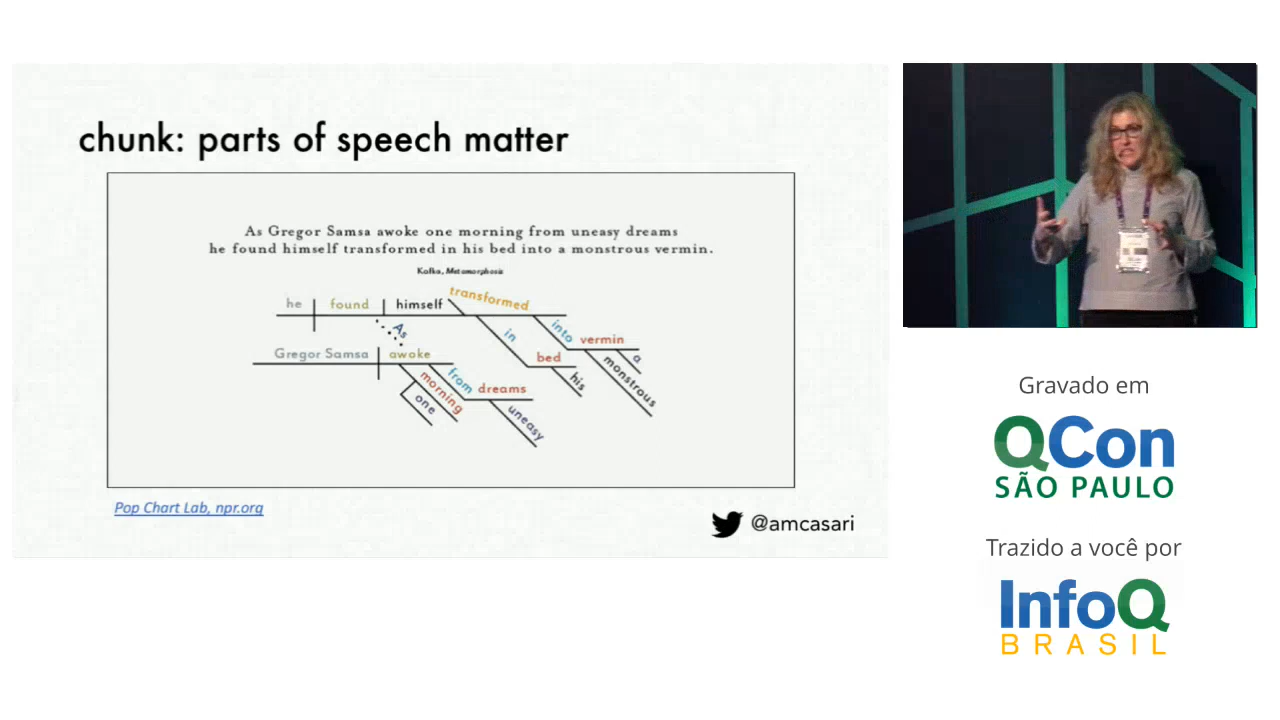 chunk: parts of speech matter
As Gregor Samsa awoke one morning from uneasy dreams
he found himself transformed in his bed into a monstrous vermin.
Kafka, Metamorphosis
he found himself transformed
As
in into vermin
a
Gregor Samsa awoke
bed
his
monstrous
morning
from dreams
one
uneasy
Pop Chart Lab, npr.org
@amcasari
Gravado em
QCon
SÃO PAULO
Trazido a você por
InfoQ
BRASIL